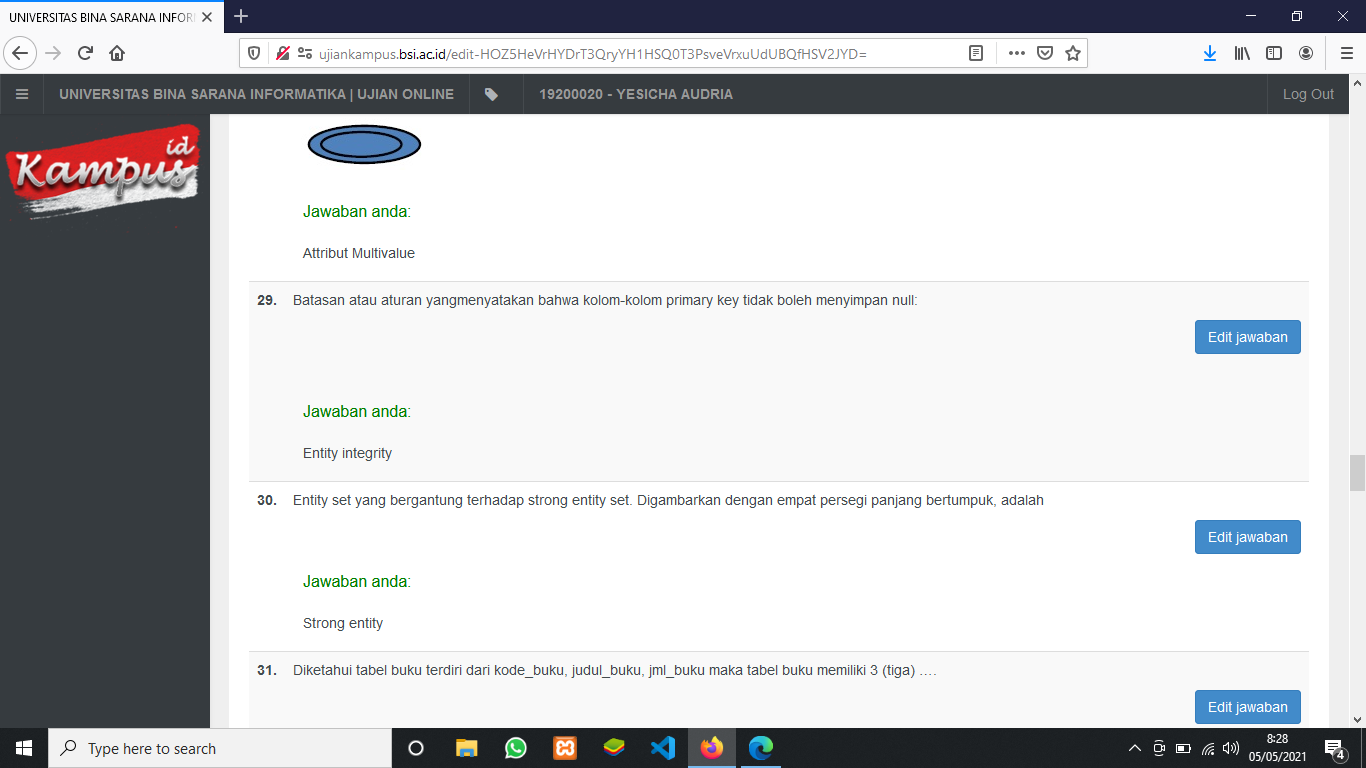 UNIVERSITAS BINA SARANA INFORI
ujiankampus.bsi.ac.id/edit-HOZ5HeVrHYDrT3QryYH1HSQ0T3PsveVrxuUdUBQfHSV2JYD=
UNIVERSITAS BINA SARANA INFORMATIKA | UJIAN ONLINE
19200020 - YESICHA AUDRIA
Log Out
Kampus id
Jawaban anda:
Attribut Multivalue
29. Batasan atau aturan yangmenyatakan bahwa kolom-kolom primary key tidak boleh menyimpan null:
Edit jawaban
Jawaban anda:
Entity integrity
30. Entity set yang bergantung terhadap strong entity set. Digambarkan dengan empat persegi panjang bertumpuk, adalah
Edit jawaban
Jawaban anda:
Strong entity
31. Diketahui tabel buku terdiri dari kode_buku, judul_buku, jml_buku maka tabel buku memiliki 3 (tiga) ….
Edit jawaban
Type here to search
8:28
05/05/2021
4